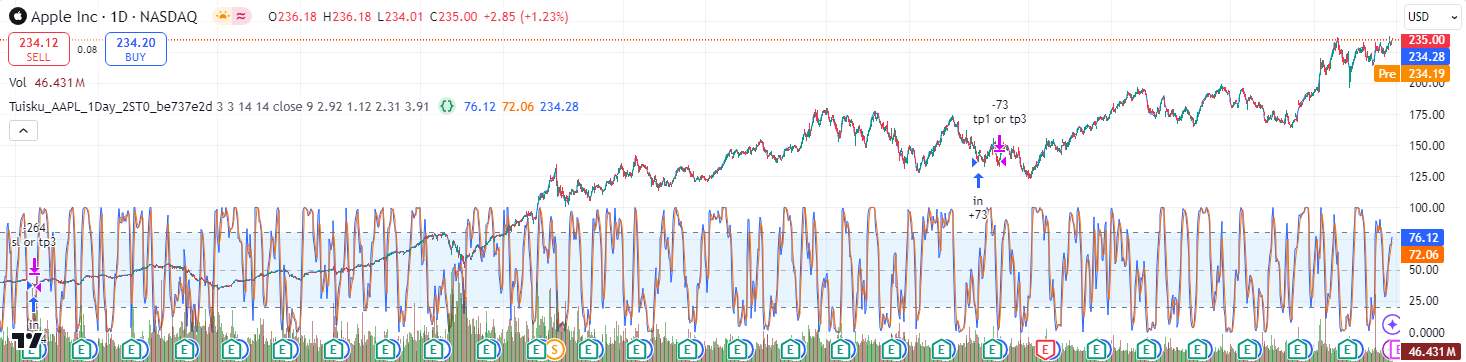 Apple Inc · 1D · NASDAQ O236.18 H236.18 L234.01 C235.00 +2.85 (+1.23%)
USD
234.12
SELL
0.08
234.20
BUY
Vol 46.431 M
Tuisku_AAPL_1Day_2ST0_be737e2d 3 3 14 14 close 9 2.92 1.12 2.31 3.91 {} 76.12 72.06 234.28
235.00
234.28
Pre 234.19
200.00
175.00
150.00
125.00
100.00
76.12
72.06
50.00
25.00
0.0000
46.431 M
-73
tp1 or tp3
in
+73
-264
sl or tp3
in
E E E E E E E E E E E S E E E E E E E E E E E E E E E E E